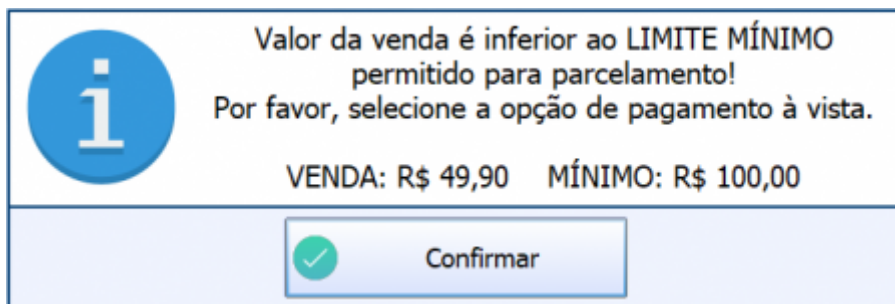 Valor da venda é inferior ao LIMITE MÍNIMO
permitido para parcelamento!
Por favor, selecione a opção de pagamento à vista.
VENDA: R$ 49,90 MÍNIMO: R$ 100,00
Confirmar